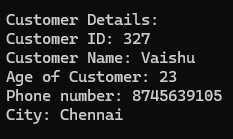 Customer Details:
Customer ID: 327
Customer Name: Vaishu
Age of Customer: 23
Phone number: 8745639105
City: Chennai